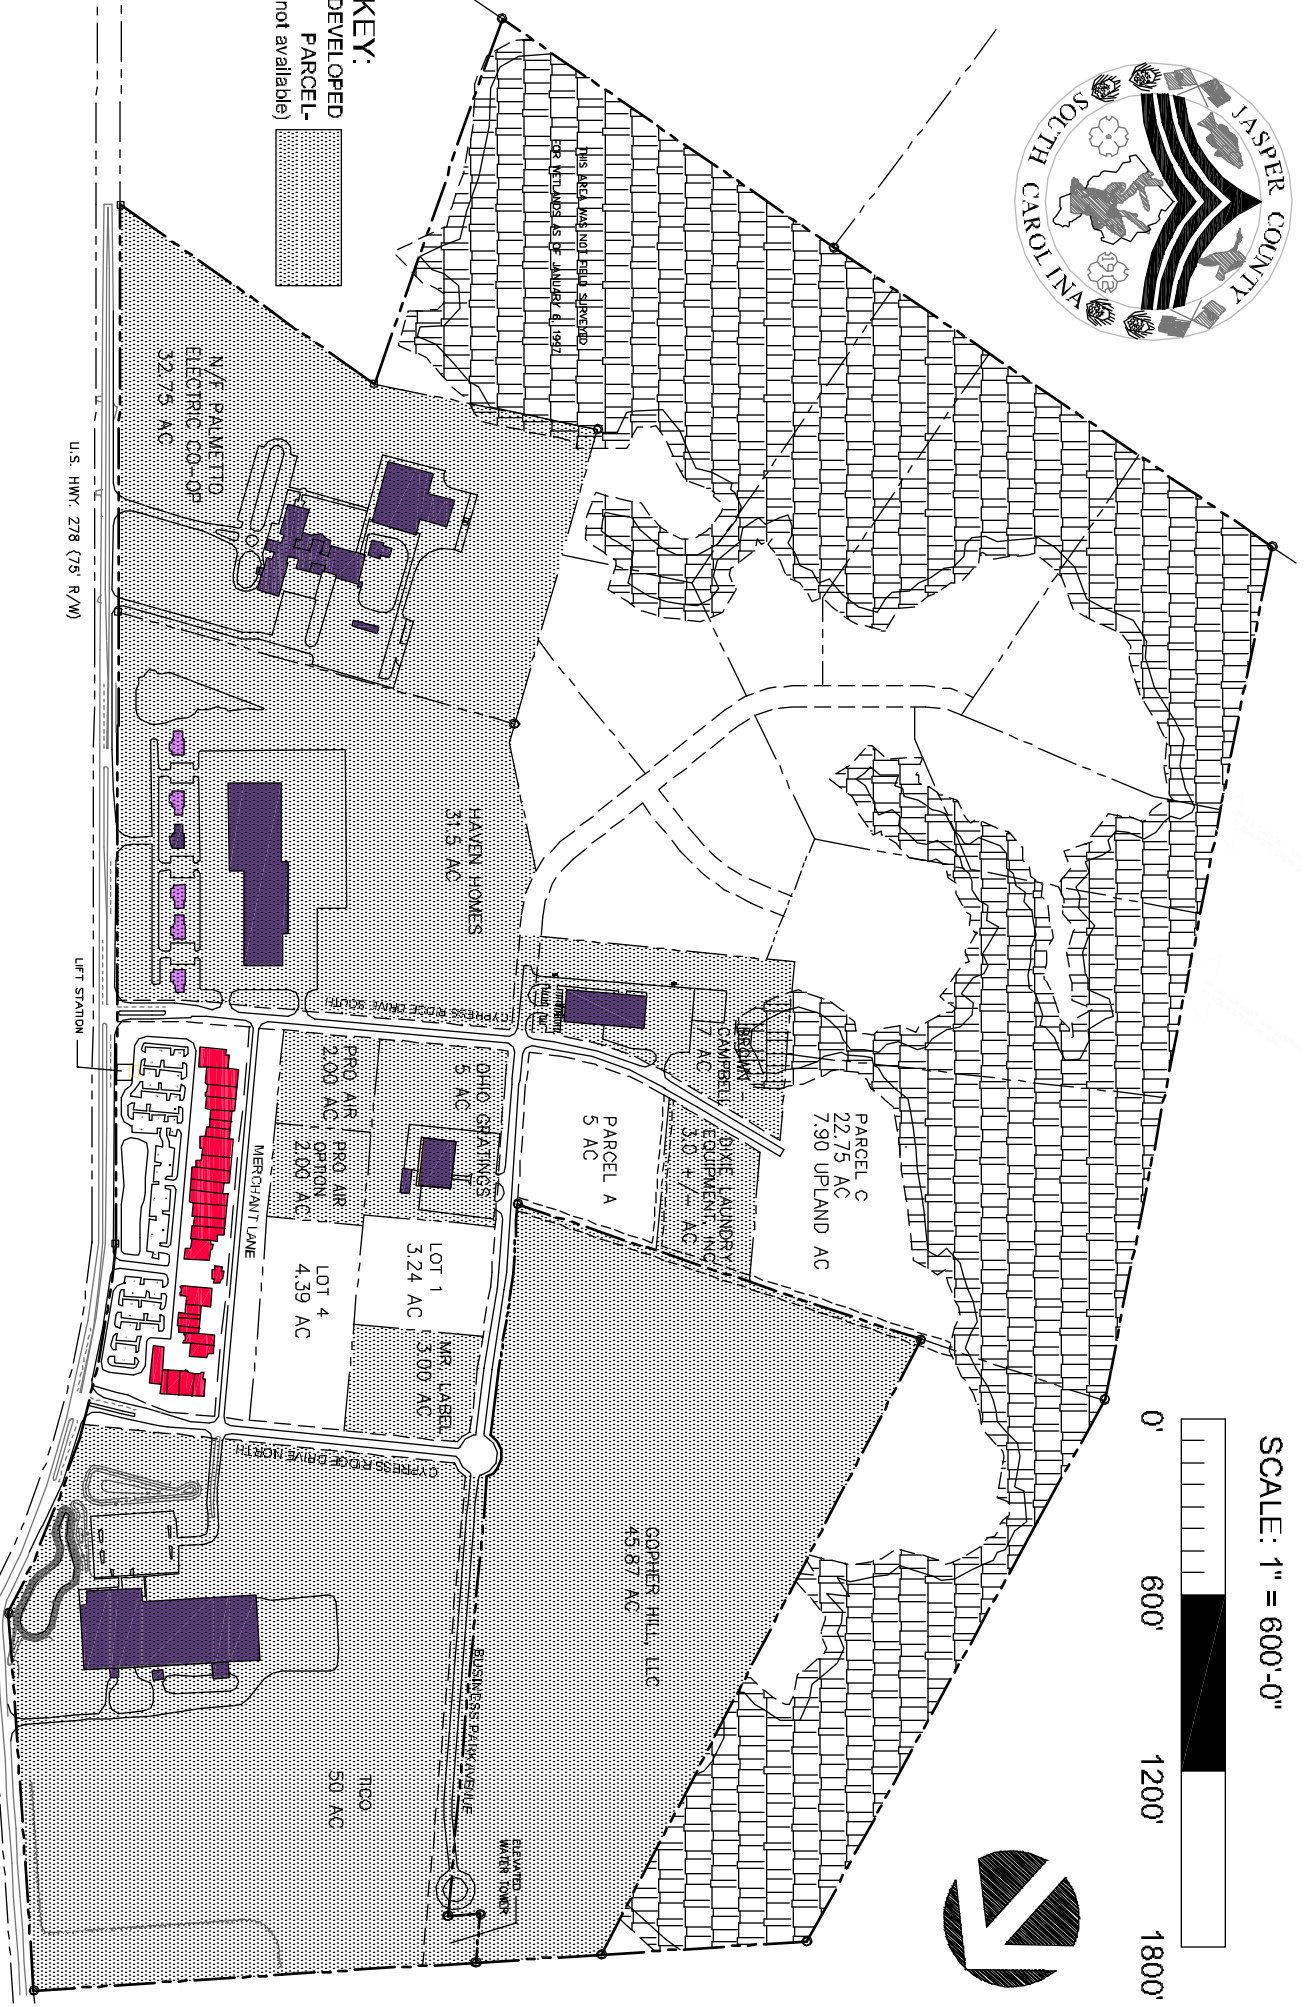 JASPER COUNTY
SOUTH CAROLINA
1912
SCALE: 1" = 600'-0"
0'
600'
1200'
1800'
KEY:
DEVELOPED
PARCEL-
not available)
THIS AREA WAS NOT FIELD SURVEYED
FOR WETLANDS AS OF JANUARY 6, 1997
N/F PALMETTO
ELECTRIC CO-OP
32.75 AC
U.S. HWY. 278 (75' R/W)
HAVEN HOMES
31.5 AC
LIFT STATION
CYPRESS RIDGE DRIVE SOUTH
BROWN
CAMPBELL
7 AC
PARCEL C
22.75 AC
7.90 UPLAND AC
DIXIE LAUNDRY
EQUIPMENT, INC
3.0 +/- AC
PARCEL A
5 AC
OHIO GRATINGS
5 AC
PRO AIR
2.00 AC
PRO AIR
OPTION
2.00 AC
MERCHANT LANE
LOT 1
3.24 AC
LOT 4
4.39 AC
MR. LABEL
3.00 AC
CYPRESS RIDGE DRIVE NORTH
GOPHER HILL, LLC
45.87 AC
BUSINESS PARK AVENUE
TICO
50 AC
ELEVATED
WATER TOWER